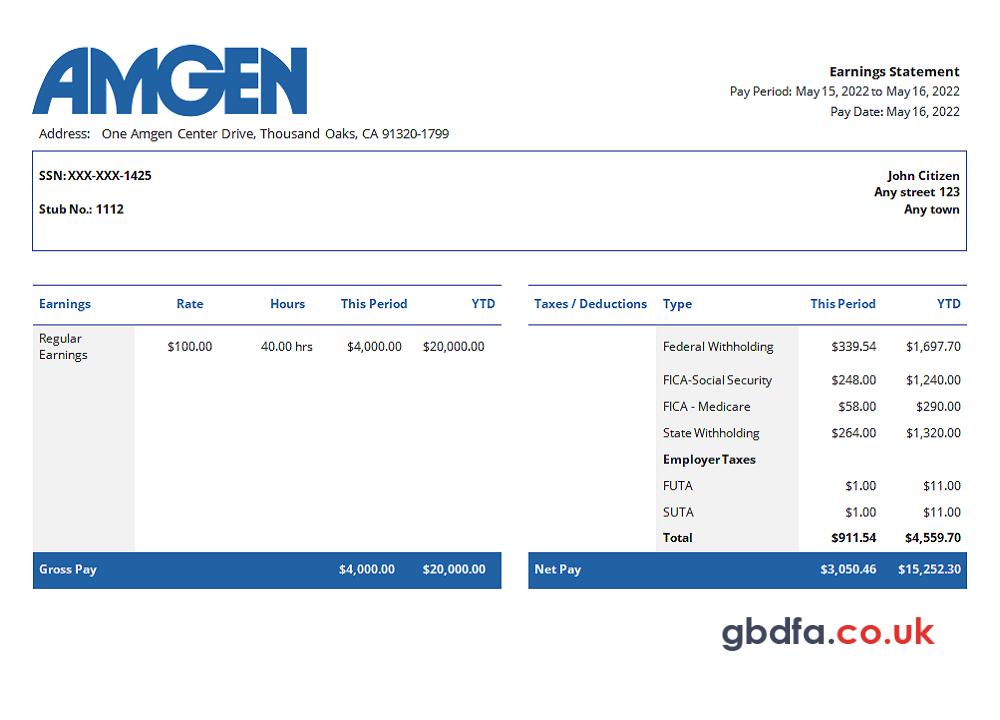 AMGEN
Address: One Amgen Center Drive, Thousand Oaks, CA 91320-1799
Earnings Statement
Pay Period: May 15, 2022 to May 16, 2022
Pay Date: May 16, 2022
SSN: XXX-XXX-1425
Stub No.: 1112
John Citizen
Any street 123
Any town
Earnings Rate Hours This Period YTD
Regular
Earnings $100.00 40.00 hrs $4,000.00 $20,000.00
Gross Pay $4,000.00 $20,000.00
Taxes / Deductions Type This Period YTD
Federal Withholding $339.54 $1,697.70
FICA-Social Security $248.00 $1,240.00
FICA - Medicare $58.00 $290.00
State Withholding $264.00 $1,320.00
Employer Taxes
FUTA $1.00 $11.00
SUTA $1.00 $11.00
Total $911.54 $4,559.70
Net Pay $3,050.46 $15,252.30
gbdfa.co.uk